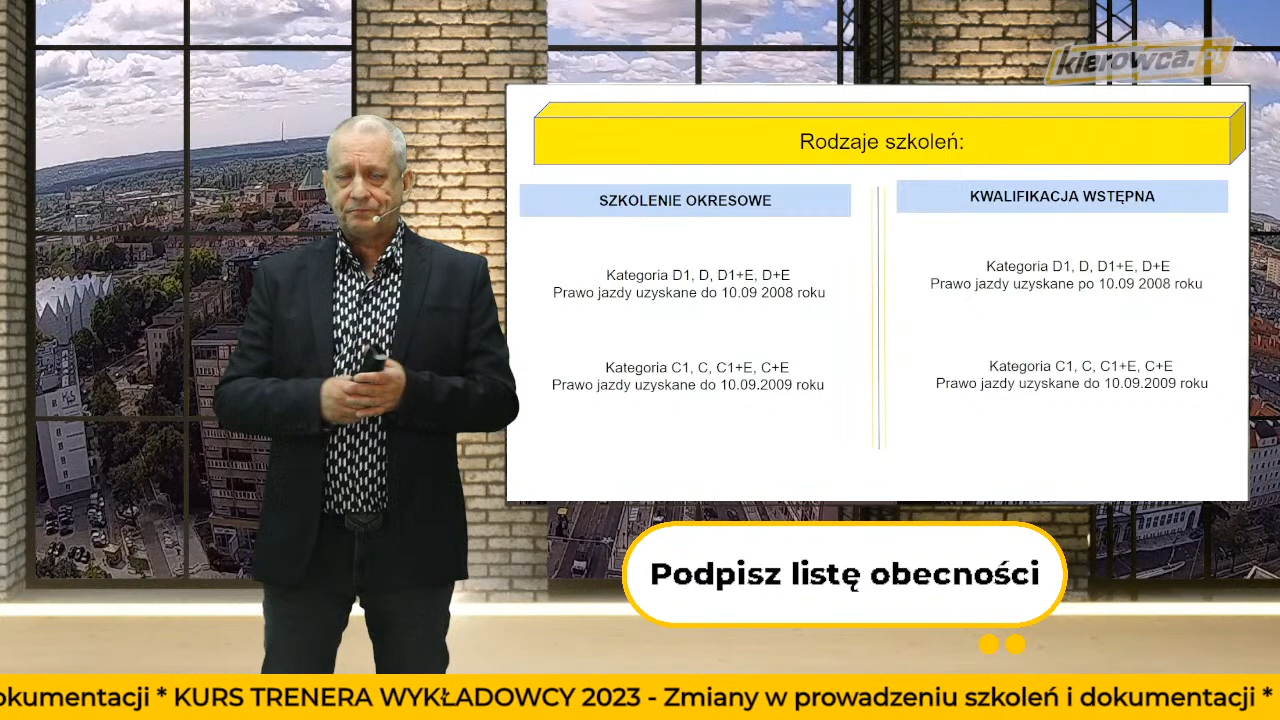 kierowca.PL
Rodzaje szkoleń:
SZKOLENIE OKRESOWE
KWALIFIKACJA WSTĘPNA
Kategoria D1, D, D1+E, D+E
Prawo jazdy uzyskane do 10.09 2008 roku
Kategoria D1, D, D1+E, D+E
Prawo jazdy uzyskane po 10.09 2008 roku
Kategoria C1, C, C1+E, C+E
Prawo jazdy uzyskane do 10.09.2009 roku
Kategoria C1, C, C1+E, C+E
Prawo jazdy uzyskane do 10.09.2009 roku
Podpisz listę obecności
okumentacji * KURS TRENERA WYKŁADOWCY 2023 - Zmiany w prowadzeniu szkoleń i dokumentacji *